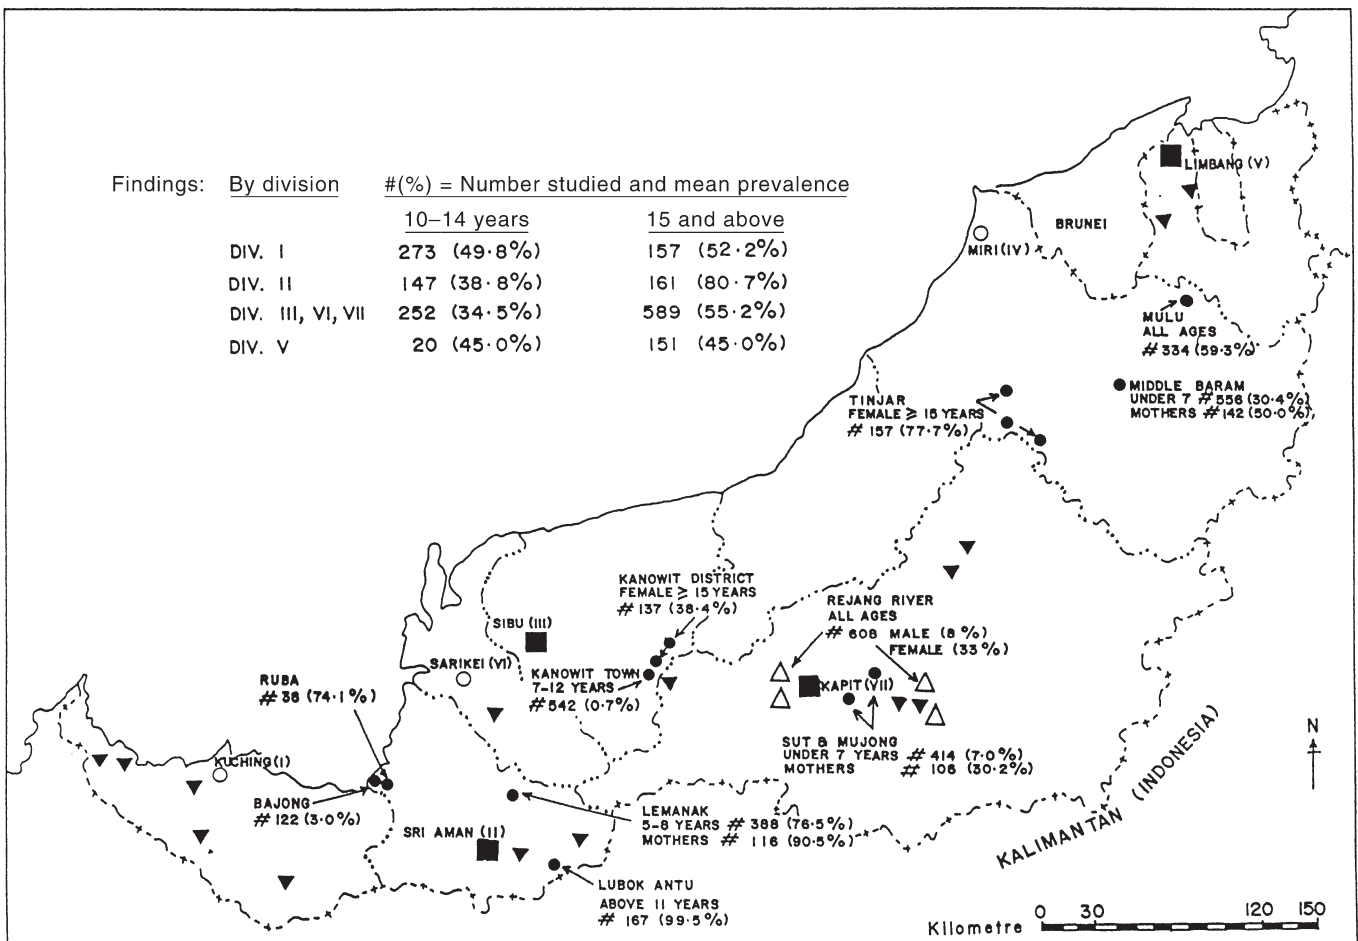 Findings: By division #(%) = Number studied and mean prevalence
10–14 years 15 and above
DIV. I 273 (49·8%) 157 (52·2%)
DIV. II 147 (38·8%) 161 (80·7%)
DIV. III, VI, VII 252 (34·5%) 589 (55·2%)
DIV. V 20 (45·0%) 151 (45·0%)
LIMBANG (V)
BRUNEI
MIRI (IV)
MULU
ALL AGES
# 334 (59·3%)
MIDDLE BARAM
UNDER 7 # 556 (30·4%)
MOTHERS # 142 (50·0%)
TINJAR
FEMALE ≥ 15 YEARS
# 157 (77·7%)
KANOWIT DISTRICT
FEMALE ≥ 15 YEARS
# 137 (38·4%)
REJANG RIVER
ALL AGES
# 608 MALE (8%)
FEMALE (33%)
SIBU (III)
SARIKEI (VI)
KANOWIT TOWN
7–12 YEARS
# 542 (0·7%)
KAPIT (VII)
RUBA
# 36 (74·1%)
SUT & MUJONG
UNDER 7 YEARS # 414 (7·0%)
MOTHERS # 106 (30·2%)
KUCHING (I)
BAJONG
# 122 (3·0%)
SRI AMAN (II)
LEMANAK
5–8 YEARS # 388 (76·5%)
MOTHERS # 116 (90·5%)
LUBOK ANTU
ABOVE 11 YEARS
# 167 (99·5%)
KALIMANTAN (INDONESIA)
N
Kilometre 0 30 120 150